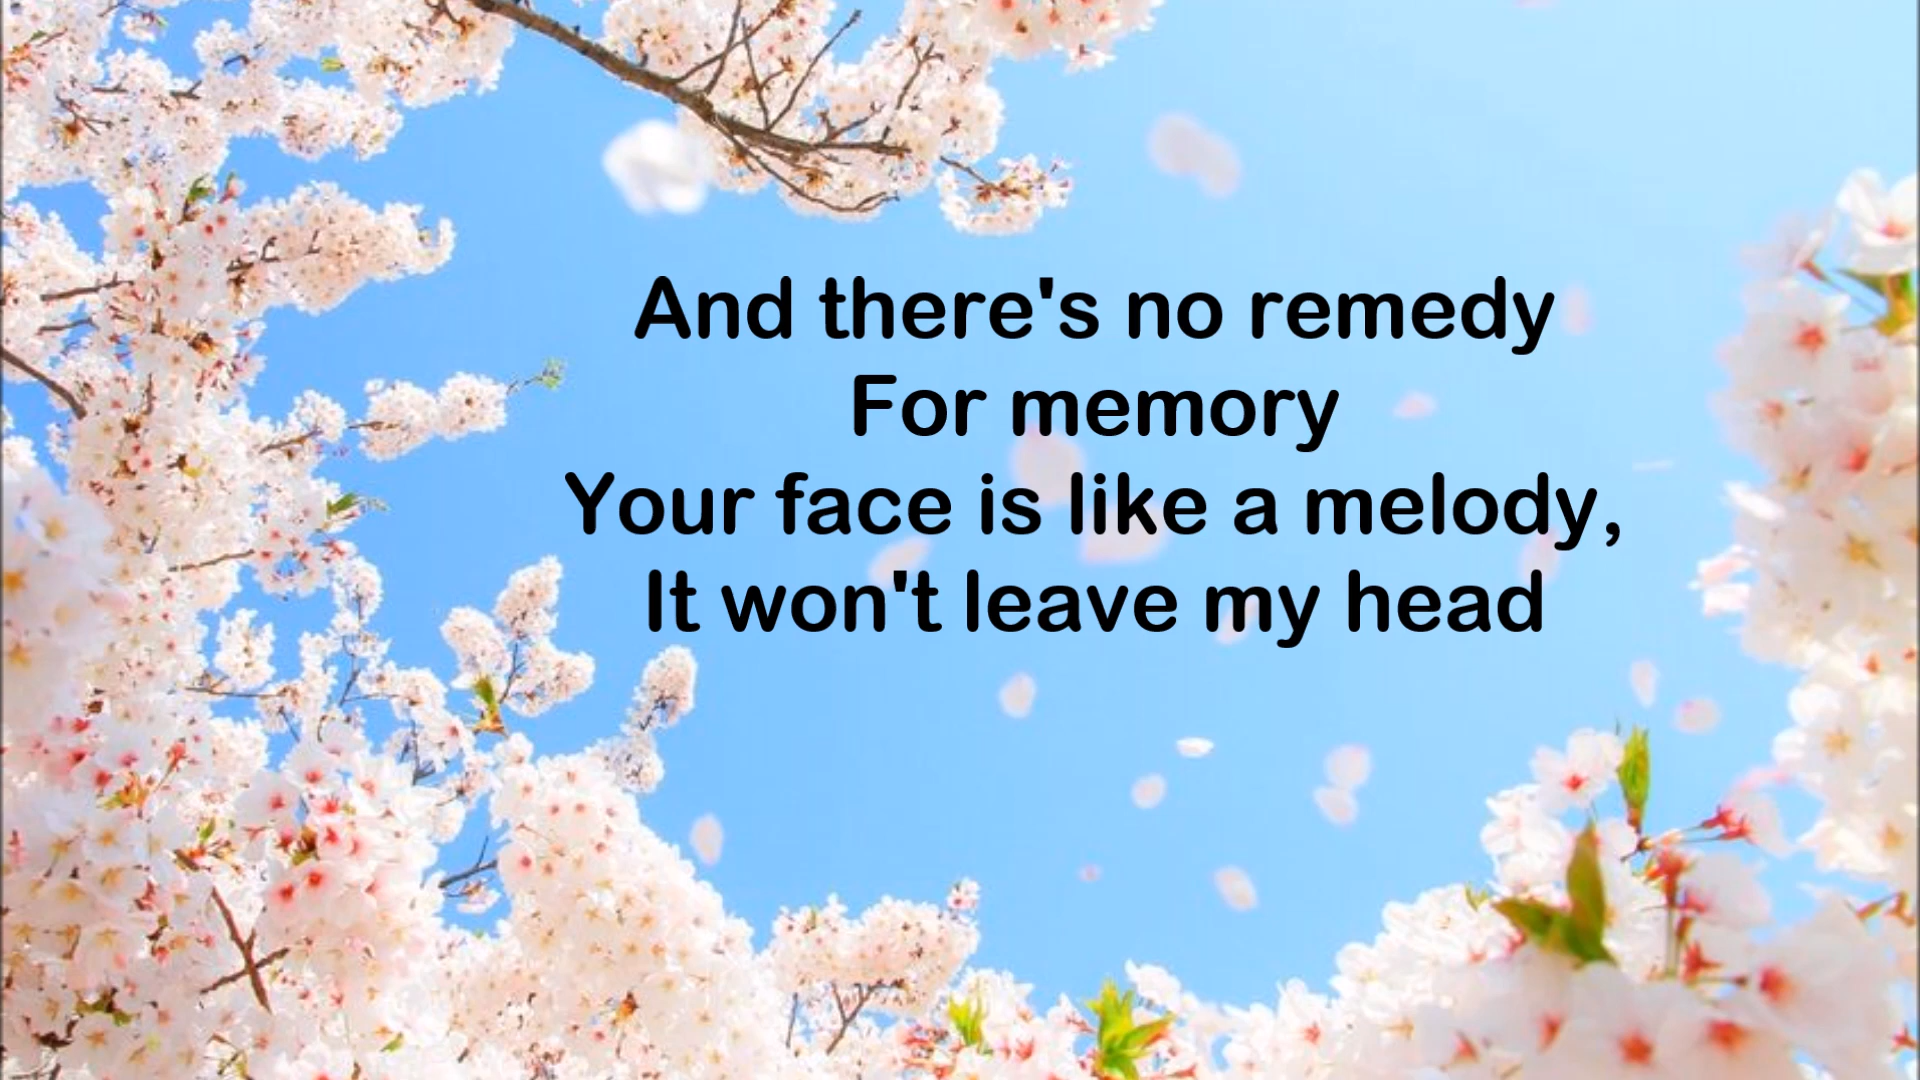 And there's no remedy
For memory
Your face is like a melody,
It won't leave my head